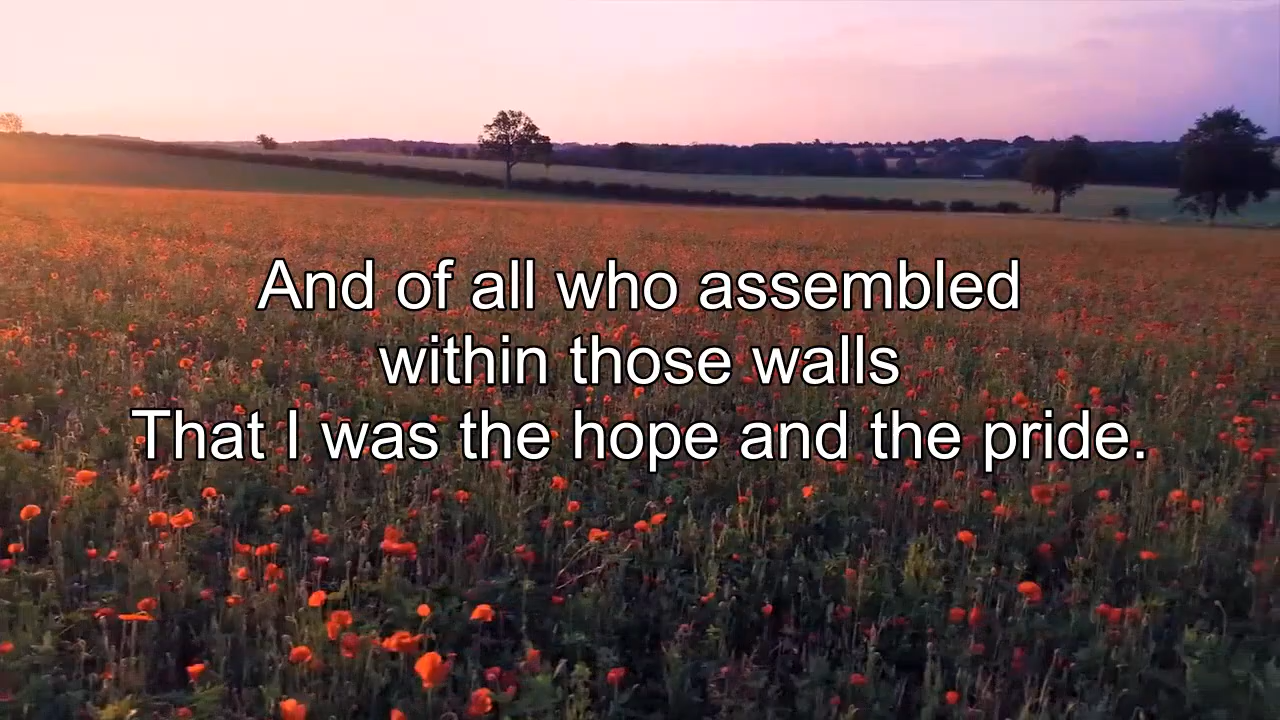 And of all who assembled
within those walls
That I was the hope and the pride.